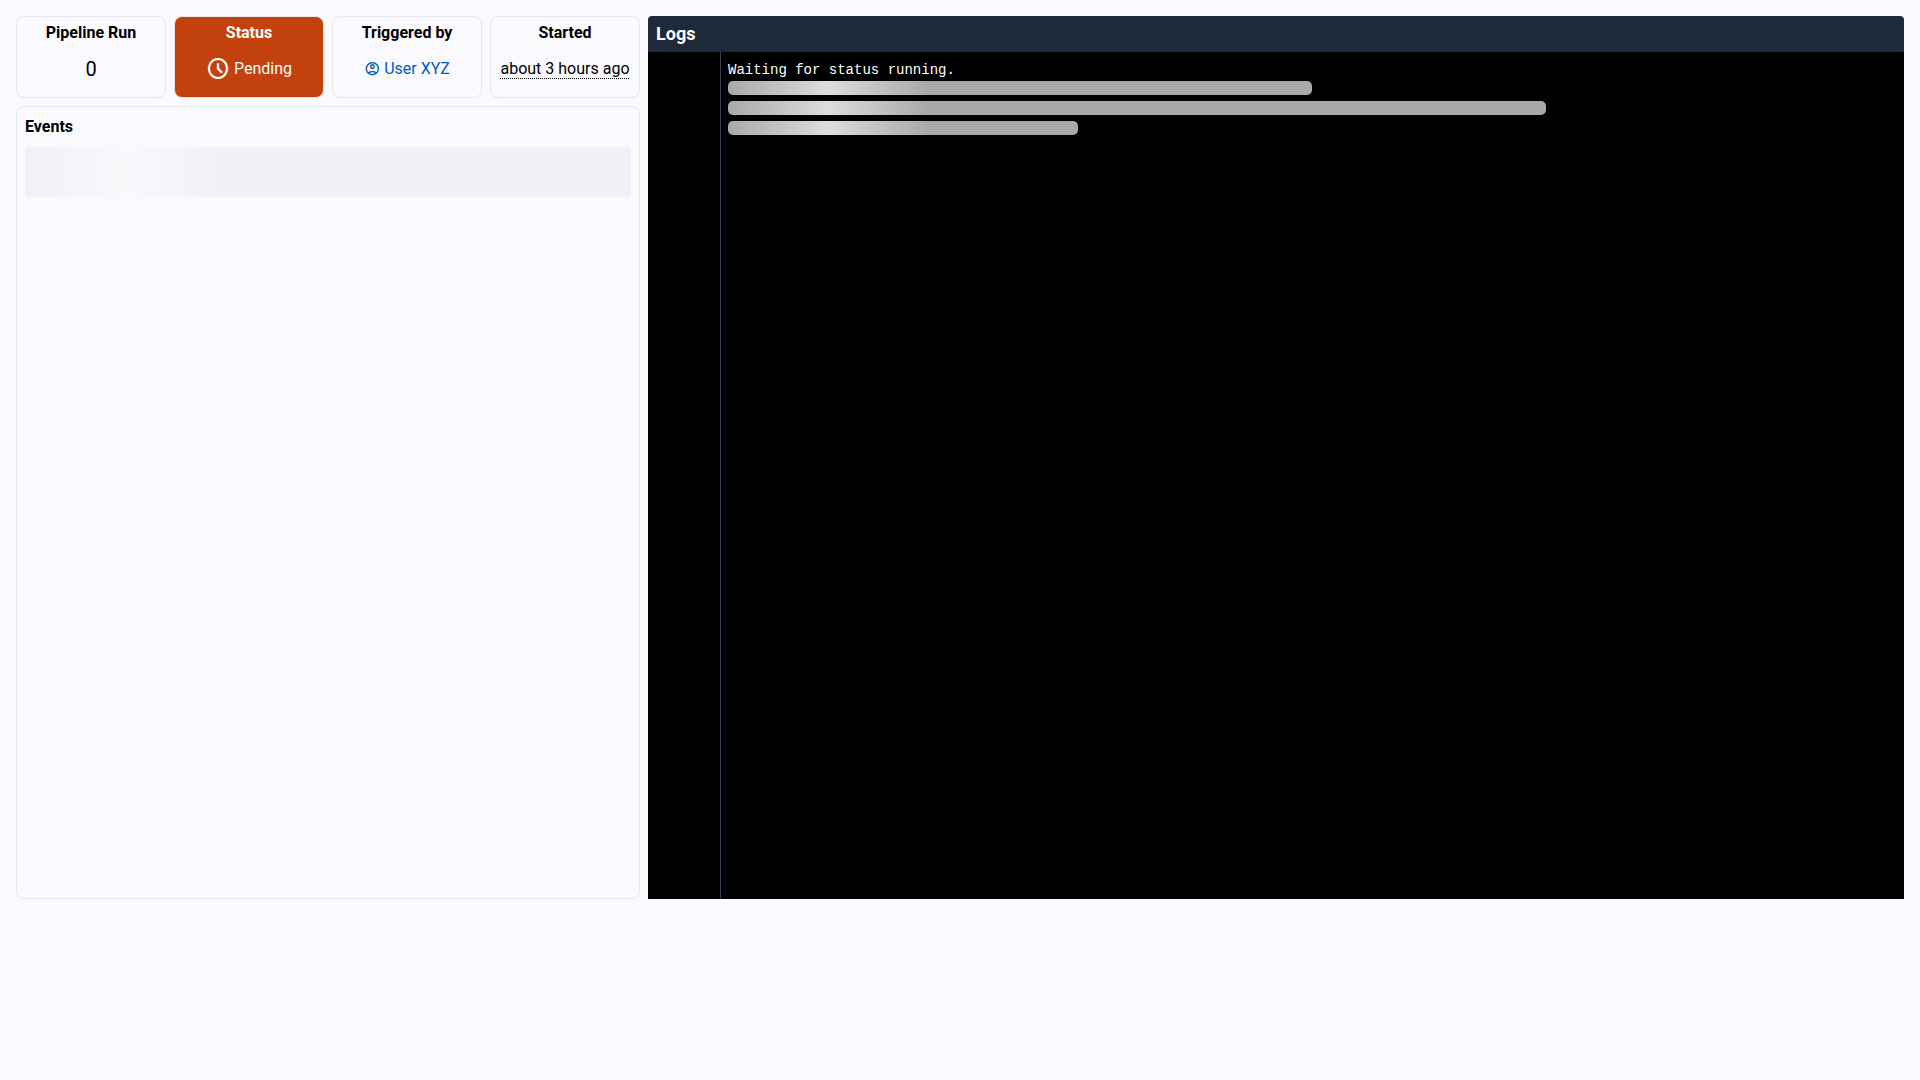 Pipeline Run
0
Status
Pending
Triggered by
User XYZ
Started
about 3 hours ago
Events
Logs
Waiting for status running.